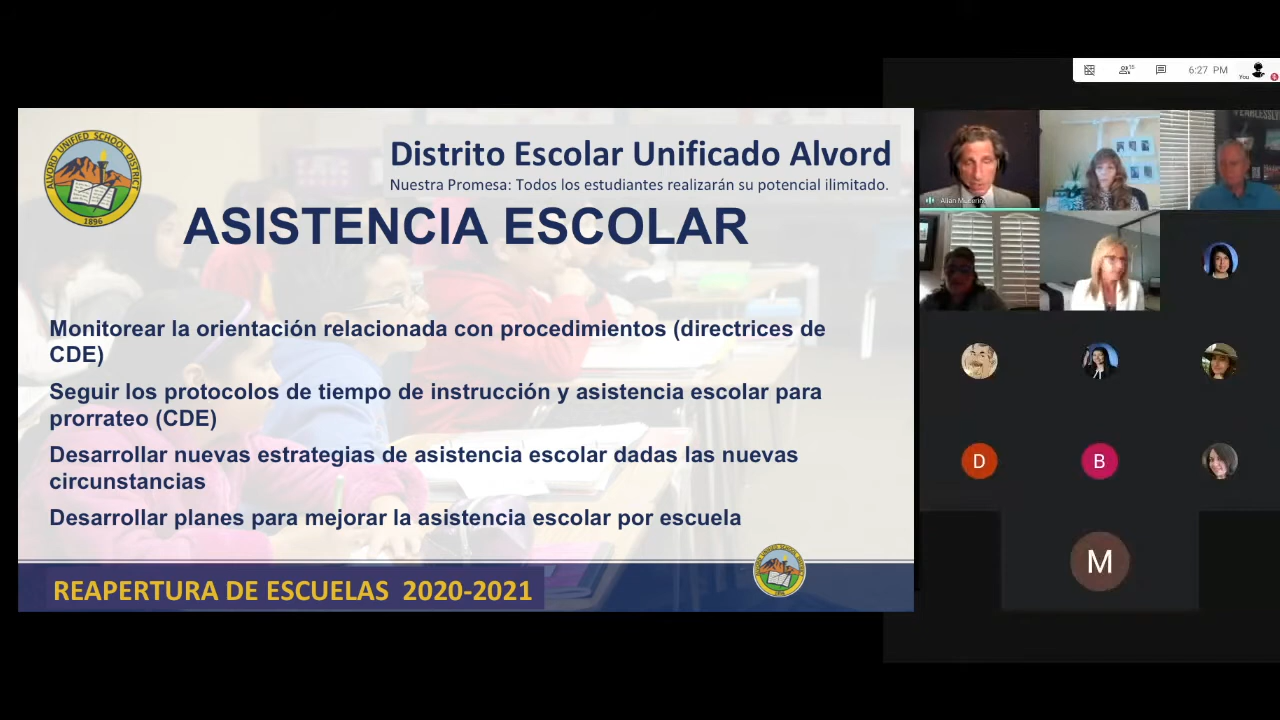 6:27 PM
15
You
ALVORD UNIFIED SCHOOL DISTRICT
1896
Distrito Escolar Unificado Alvord
Nuestra Promesa: Todos los estudiantes realizarán su potencial ilimitado.
ASISTENCIA ESCOLAR
Monitorear la orientación relacionada con procedimientos (directrices de
CDE)
Seguir los protocolos de tiempo de instrucción y asistencia escolar para
prorrateo (CDE)
Desarrollar nuevas estrategias de asistencia escolar dadas las nuevas
circunstancias
Desarrollar planes para mejorar la asistencia escolar por escuela
REAPERTURA DE ESCUELAS 2020-2021
D
B
M